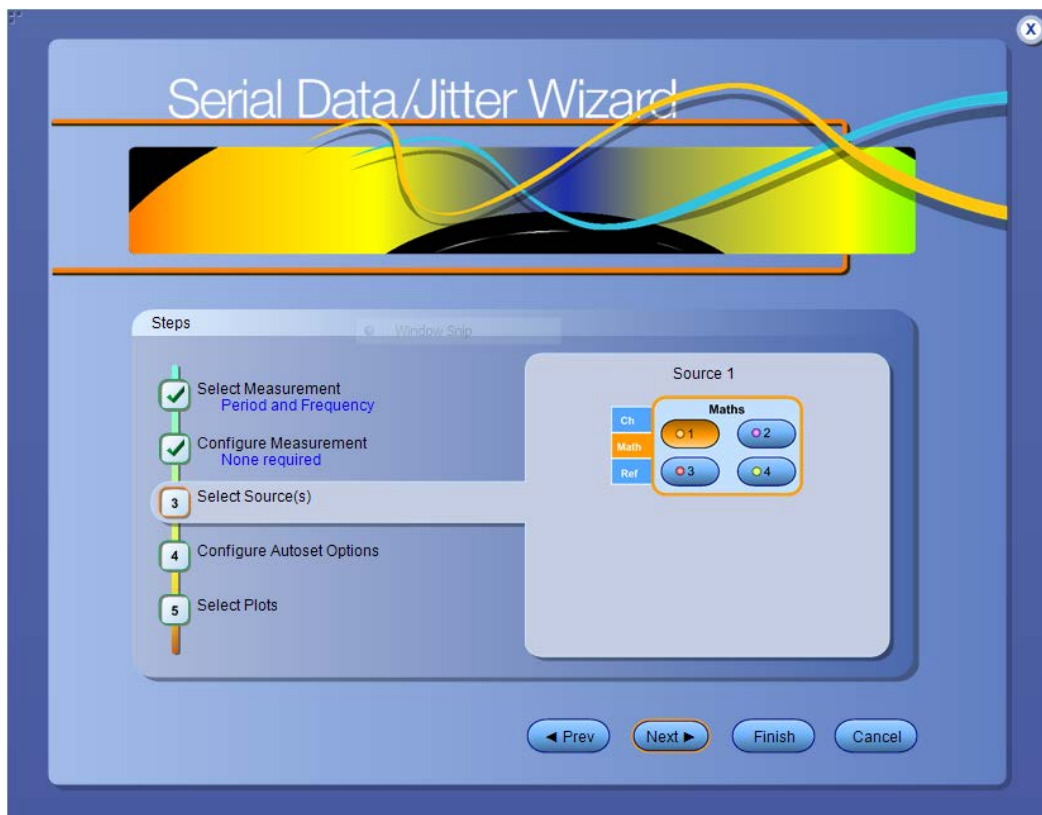 X
Serial Data/Jitter Wizard
Steps
Window Snip
Select Measurement
Period and Frequency
Configure Measurement
None required
3 Select Source(s)
4 Configure Autoset Options
5 Select Plots
Source 1
Ch
Math
Ref
Maths
1 2
3 4
◄ Prev Next ► Finish Cancel